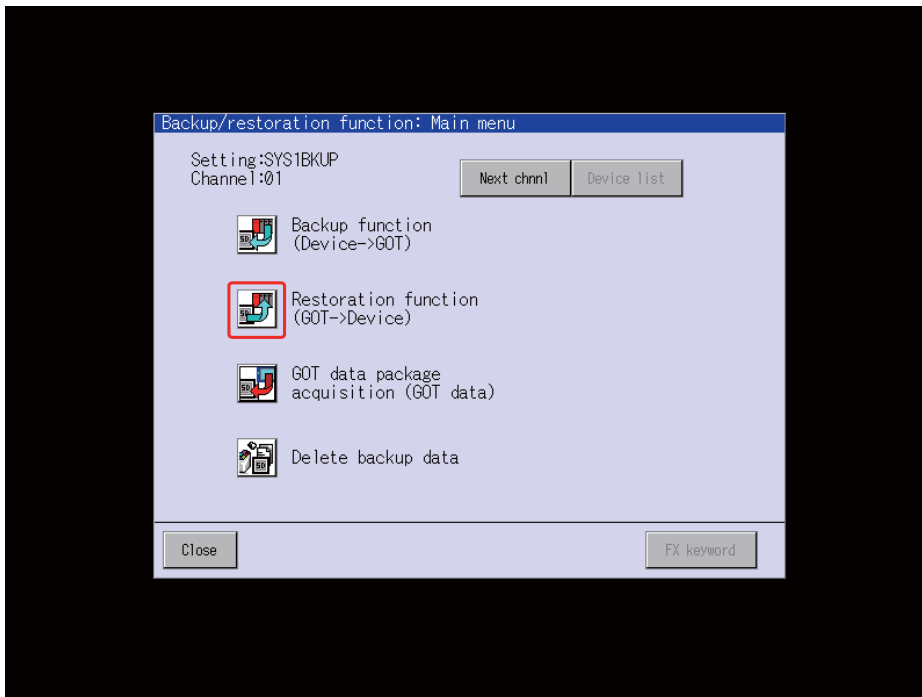 Backup/restoration function: Main menu
Setting:SYS1BKUP
Channel:01
Next chnnl
Device list
Backup function
(Device->GOT)
Restoration function
(GOT->Device)
GOT data package
acquisition (GOT data)
Delete backup data
Close
FX keyword